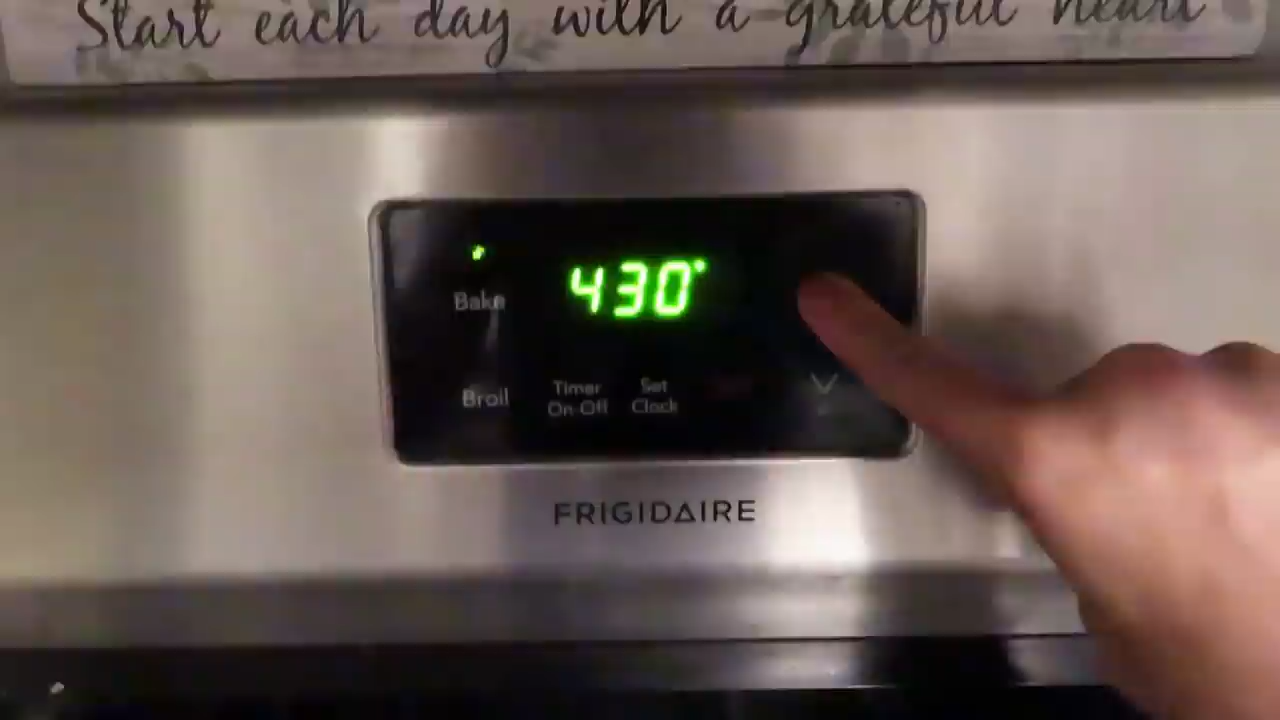 Start each day with a grateful heart
430°
Bake
Broil
Timer
On·Off
Set
Clock
FRIGIDAIRE